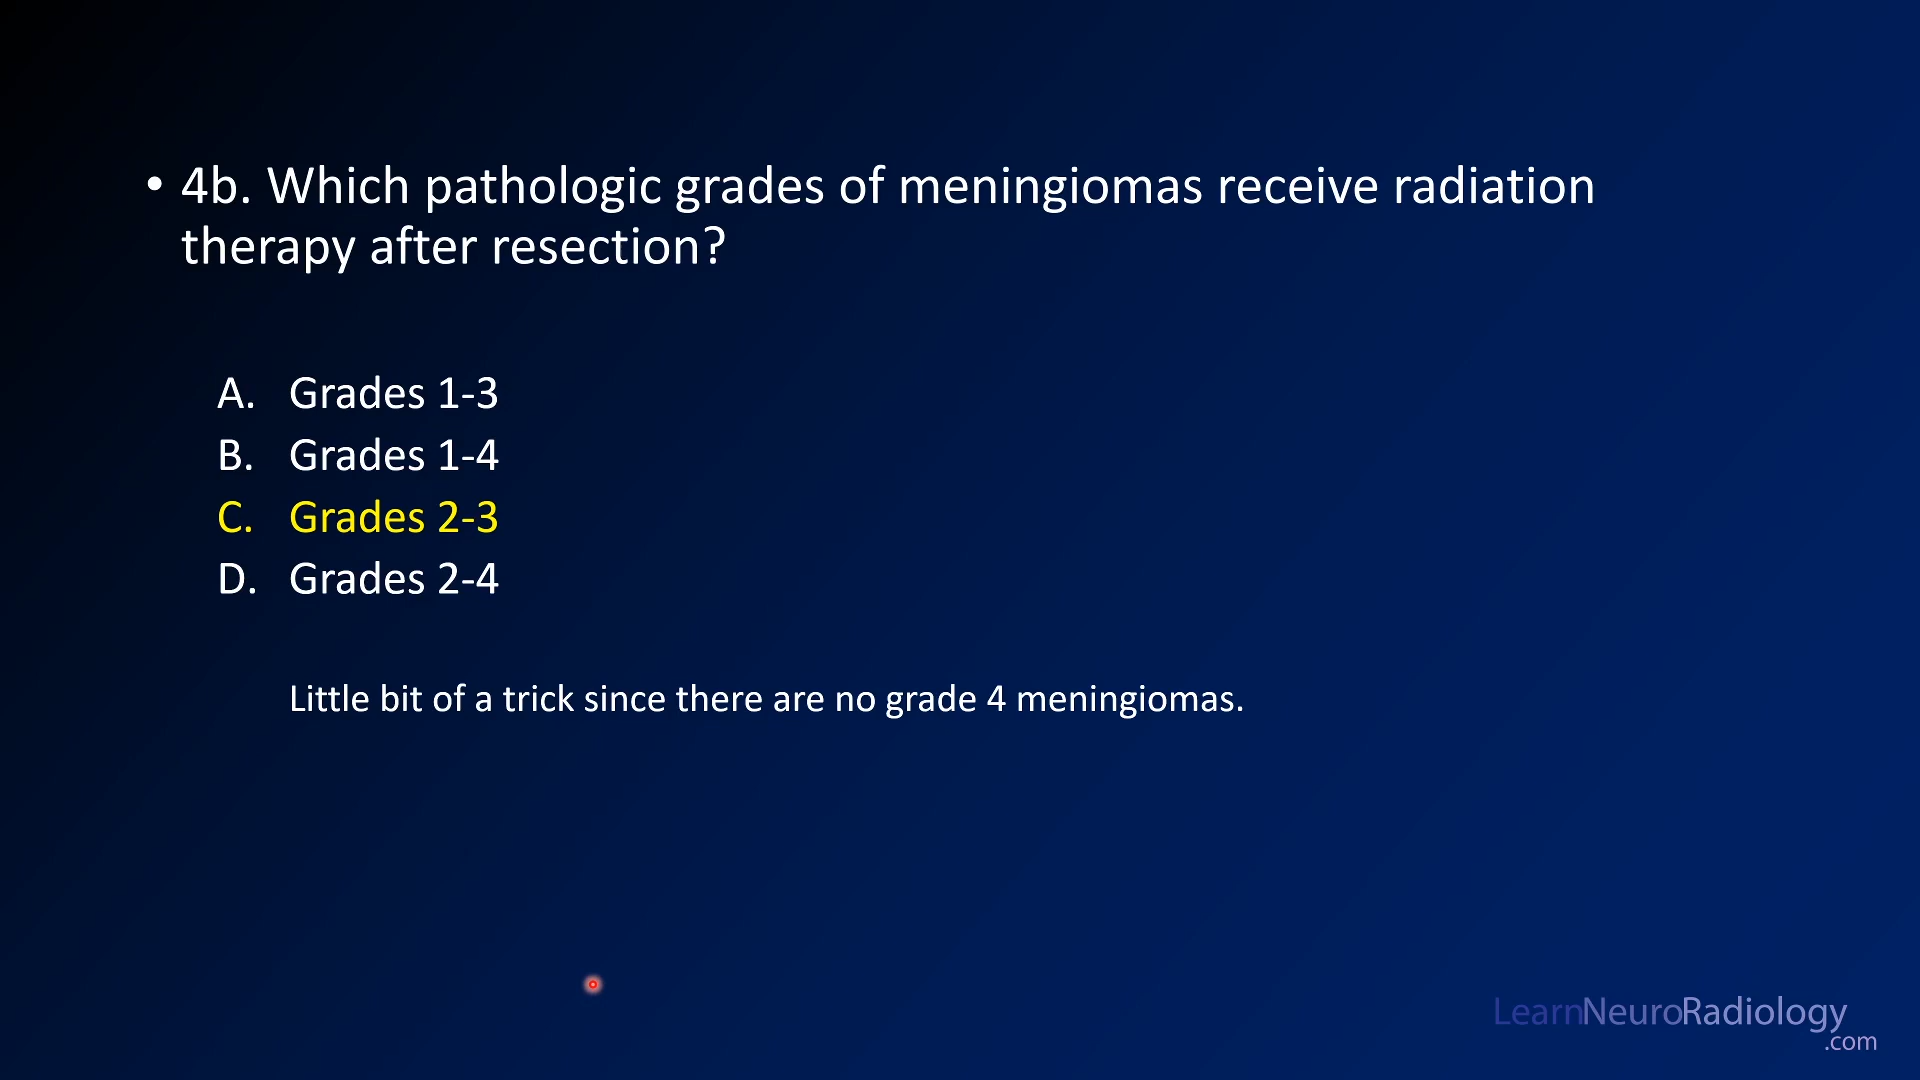 • 4b. Which pathologic grades of meningiomas receive radiation
therapy after resection?
A. Grades 1-3
B. Grades 1-4
C. Grades 2-3
D. Grades 2-4
Little bit of a trick since there are no grade 4 meningiomas.
LearnNeuroRadiology
.com